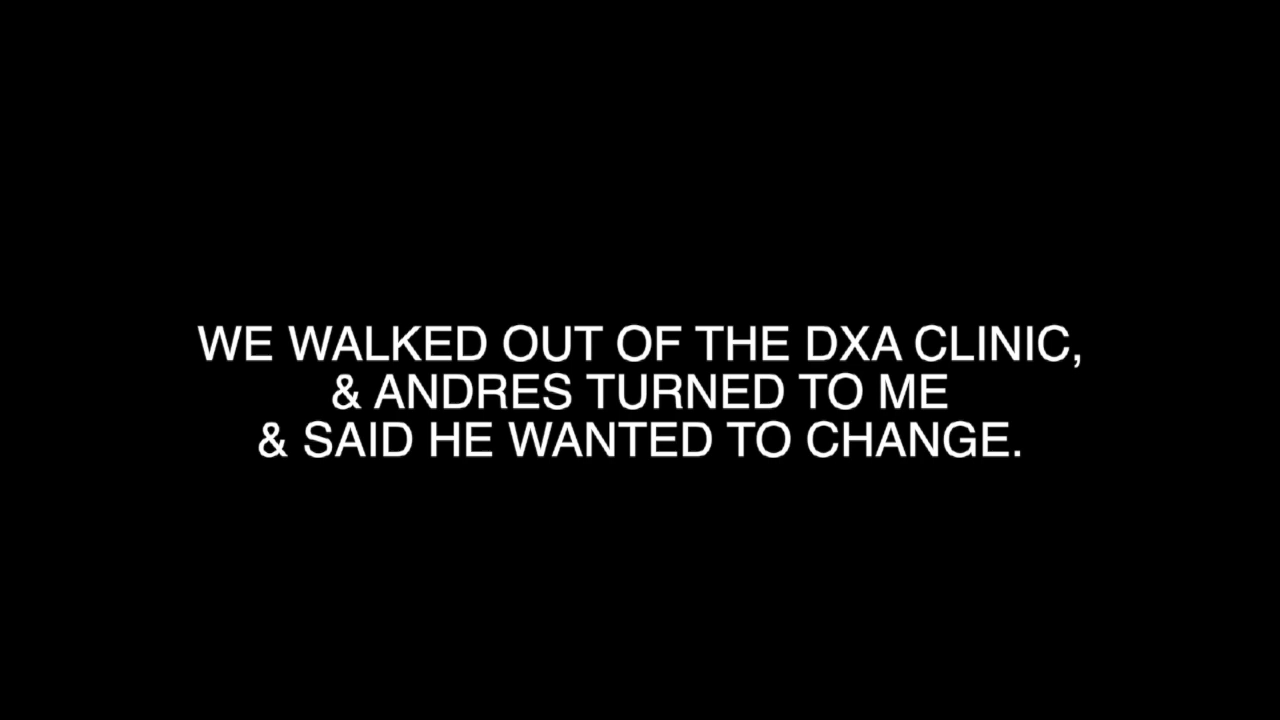 WE WALKED OUT OF THE DXA CLINIC,
& ANDRES TURNED TO ME
& SAID HE WANTED TO CHANGE.